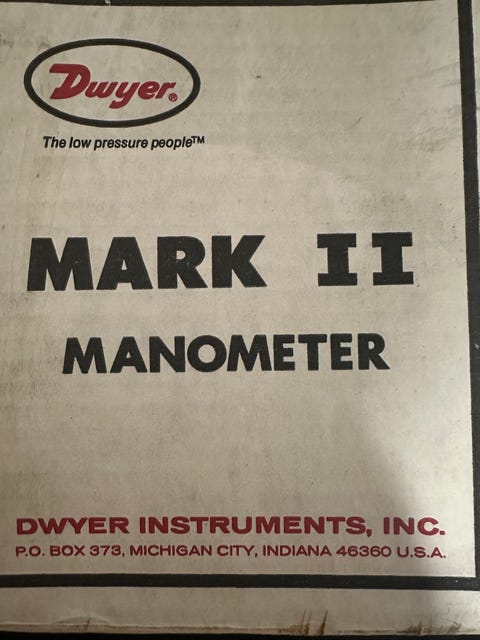 Dwyer®
The low pressure people™
MARK II
MANOMETER
DWYER INSTRUMENTS, INC.
P.O. BOX 373, MICHIGAN CITY, INDIANA 46360 U.S.A.